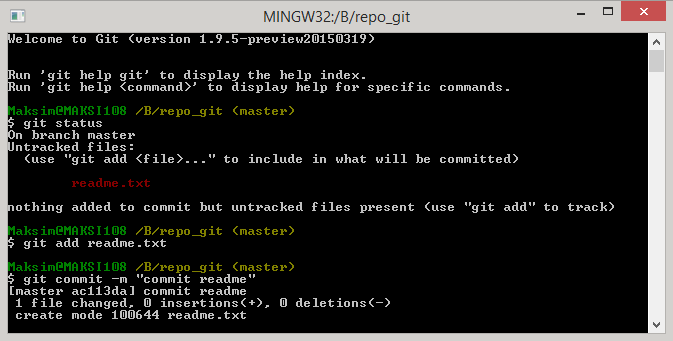 MINGW32:/B/repo_git
Welcome to Git (version 1.9.5-preview20150319)
Run 'git help git' to display the help index.
Run 'git help <command>' to display help for specific commands.
Maksim@MAKSI108 /B/repo_git (master)
$ git status
On branch master
Untracked files:
  (use "git add <file>..." to include in what will be committed)
        readme.txt
nothing added to commit but untracked files present (use "git add" to track)
Maksim@MAKSI108 /B/repo_git (master)
$ git add readme.txt
Maksim@MAKSI108 /B/repo_git (master)
$ git commit -m "commit readme"
[master ac113da] commit readme
 1 file changed, 0 insertions(+), 0 deletions(-)
 create mode 100644 readme.txt